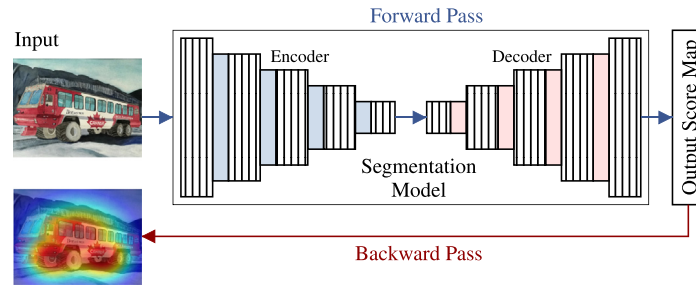 Forward Pass
Input
Encoder
Decoder
Segmentation
Model
Output Score Map
Backward Pass